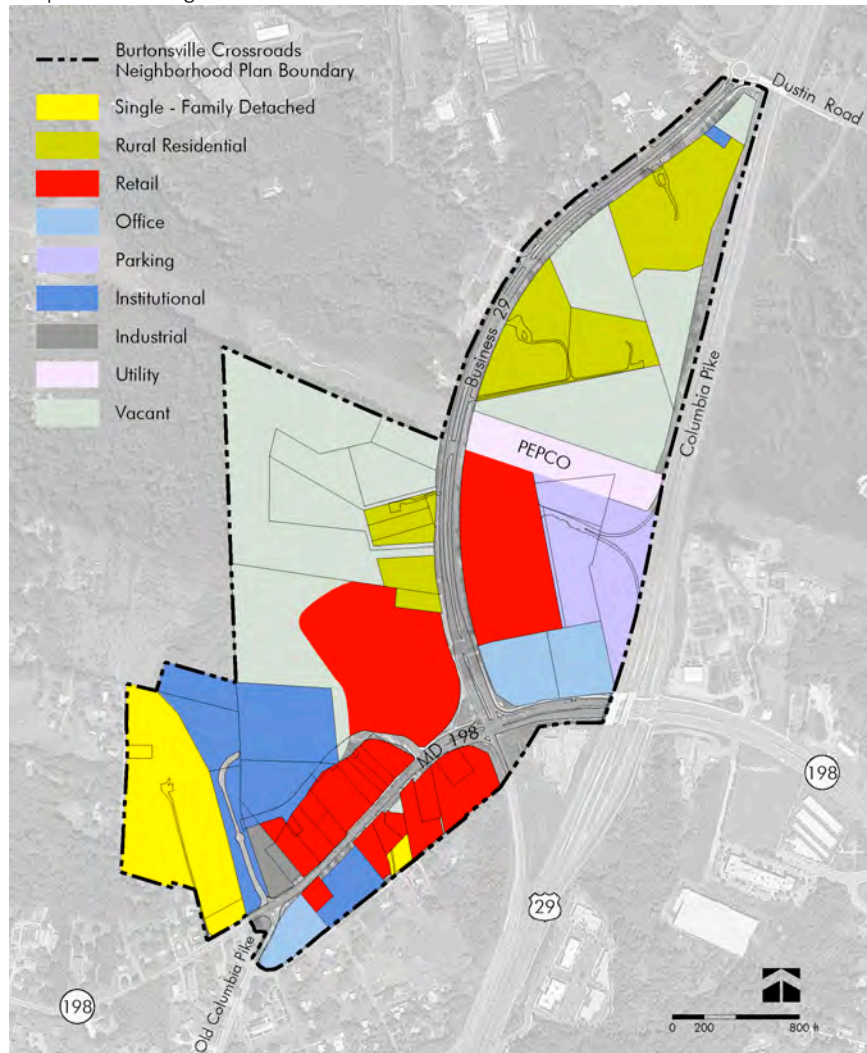 Burtonsville Crossroads
Neighborhood Plan Boundary
Single - Family Detached
Rural Residential
Retail
Office
Parking
Institutional
Industrial
Utility
Vacant
Dustin Road
Business 29
Columbia Pike
PEPCO
MD 198
198
29
Old Columbia Pike
198
0 200 800 ft